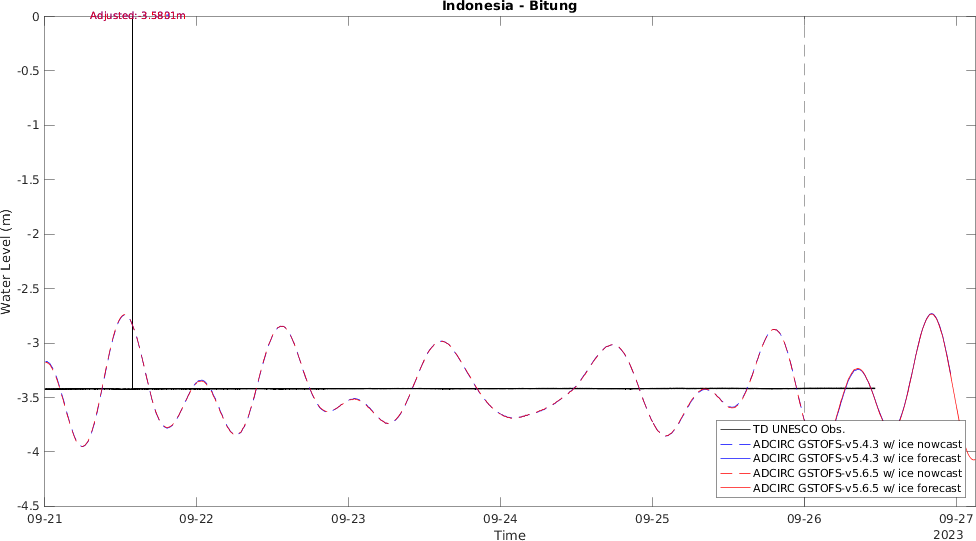 Indonesia - Bitung
0
-0.5
-1
-1.5
-2
-2.5
-3
-3.5
-4
-4.5
Water Level (m)
TD UNESCO Obs.
ADCIRC GSTOFS-v5.4.3 w/ ice nowcast
ADCIRC GSTOFS-v5.4.3 w/ ice forecast
ADCIRC GSTOFS-v5.6.5 w/ ice nowcast
ADCIRC GSTOFS-v5.6.5 w/ ice forecast
09-21
09-22
09-23
09-24
09-25
09-26
09-27
Time
2023